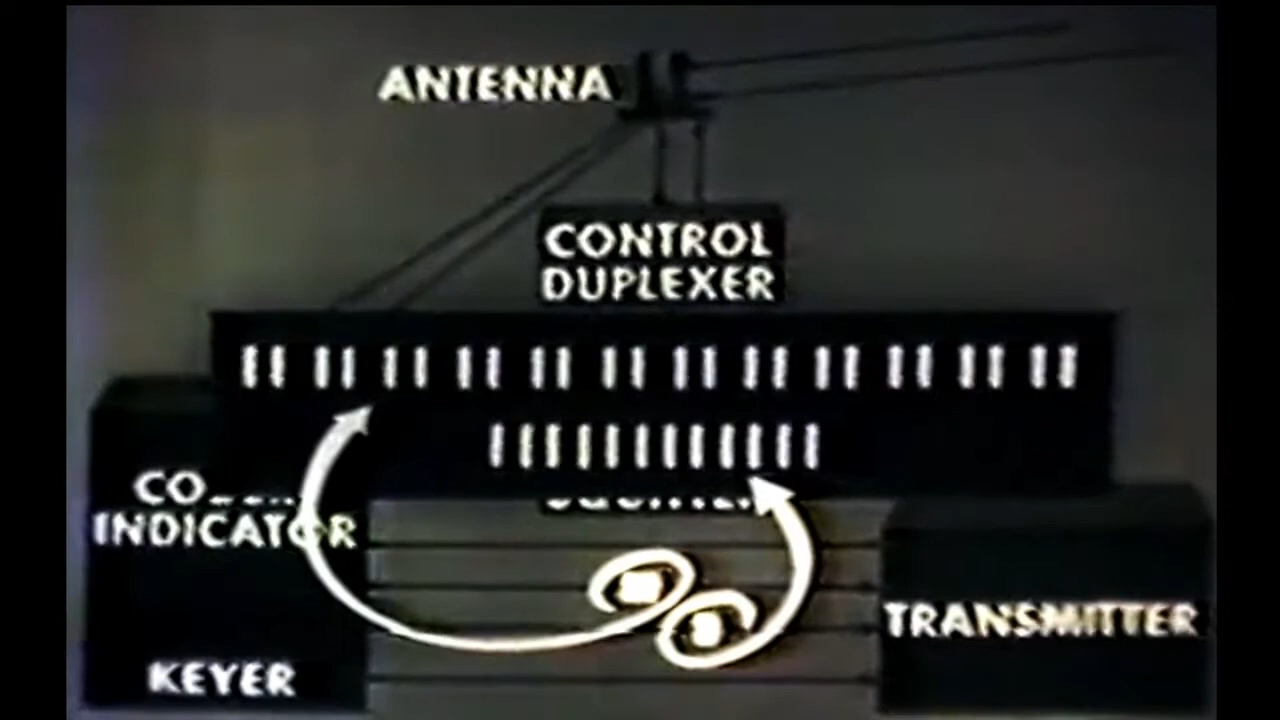 ANTENNA
CONTROL
DUPLEXER
INDICATOR
TRANSMITTER
KEYER